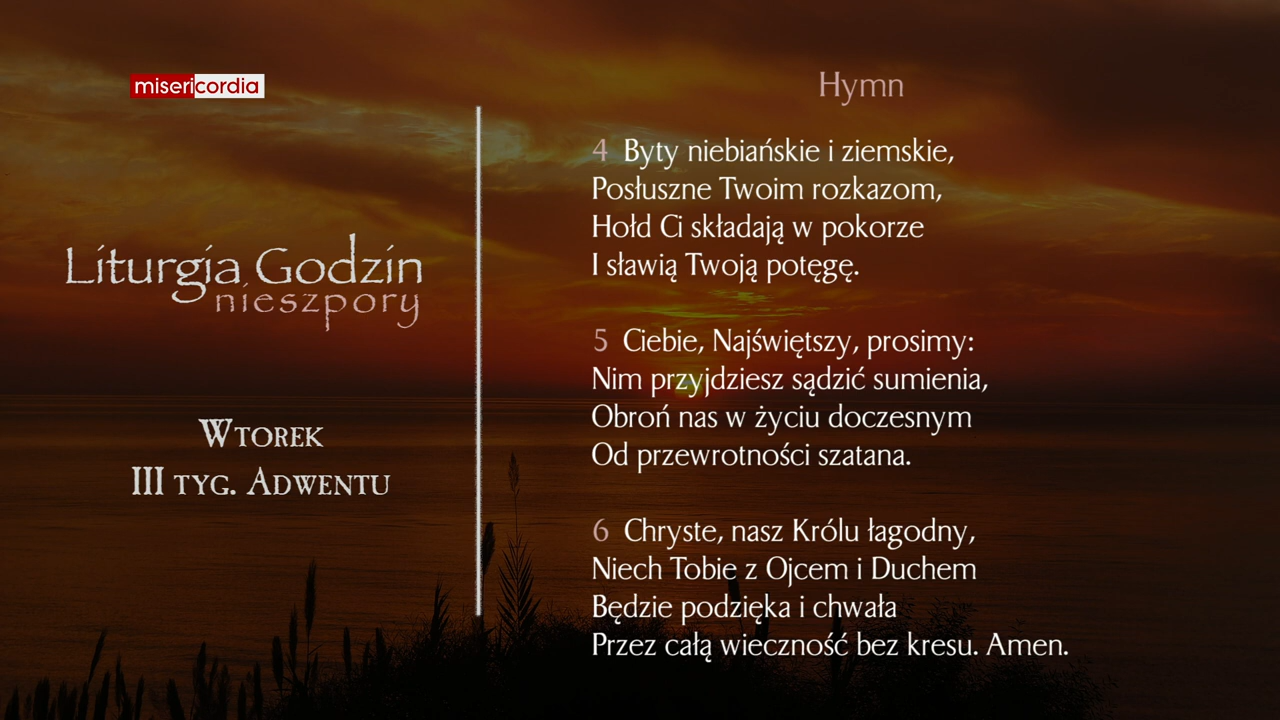 misericordia
Liturgia Godzin
nieszpory
Wtorek
III tyg. Adwentu
Hymn
4 Byty niebiańskie i ziemskie,
Posłuszne Twoim rozkazom,
Hołd Ci składają w pokorze
I sławią Twoją potęgę.
5 Ciebie, Najświętszy, prosimy:
Nim przyjdziesz sądzić sumienia,
Obroń nas w życiu doczesnym
Od przewrotności szatana.
6 Chryste, nasz Królu łagodny,
Niech Tobie z Ojcem i Duchem
Będzie podzięka i chwała
Przez całą wieczność bez kresu. Amen.